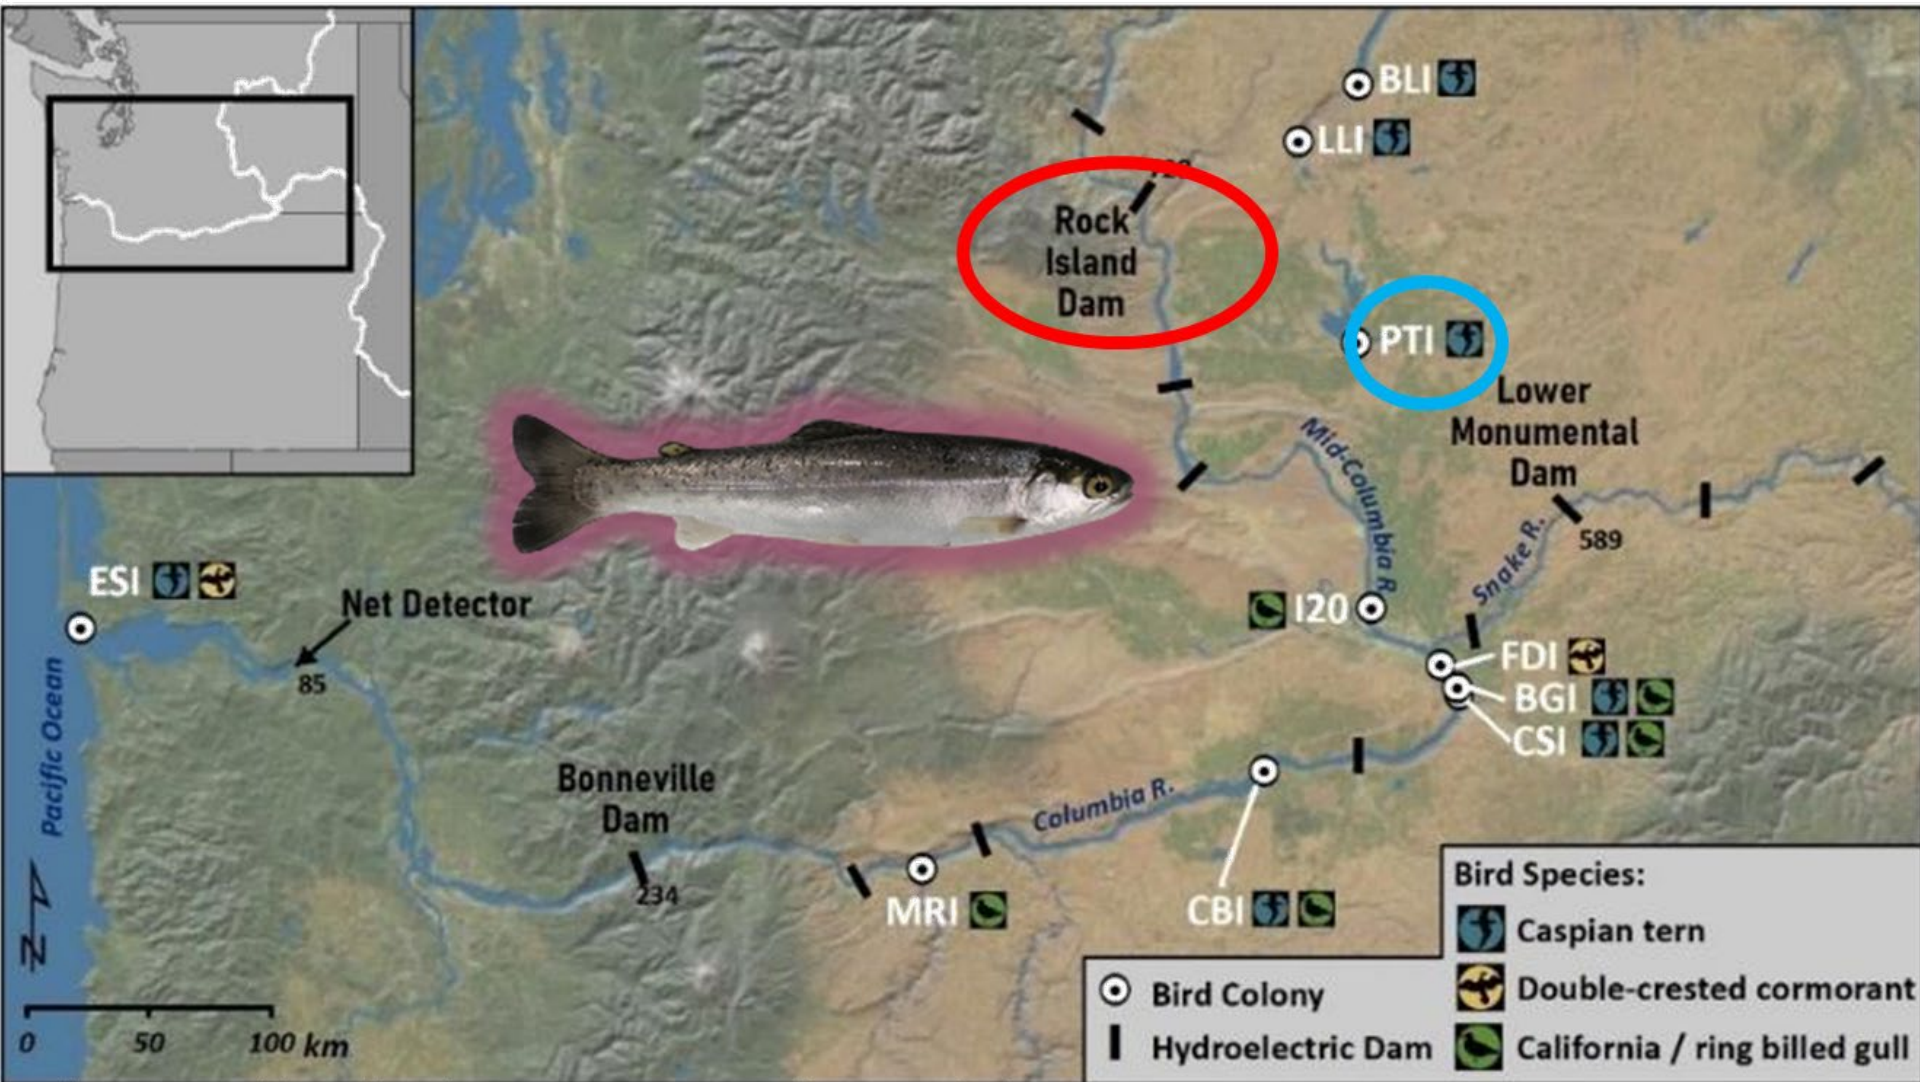 BLI
LLI
Rock
Island
Dam
PTI
Lower
Monumental
Dam
589
Mid-Columbia R.
Snake R.
ESI
Net Detector
85
I20
FDI
BGI
CSI
Pacific Ocean
Bonneville
Dam
234
Columbia R.
MRI
CBI
N
0 50 100 km
Bird Species:
Caspian tern
Double-crested cormorant
California / ring billed gull
Bird Colony
Hydroelectric Dam